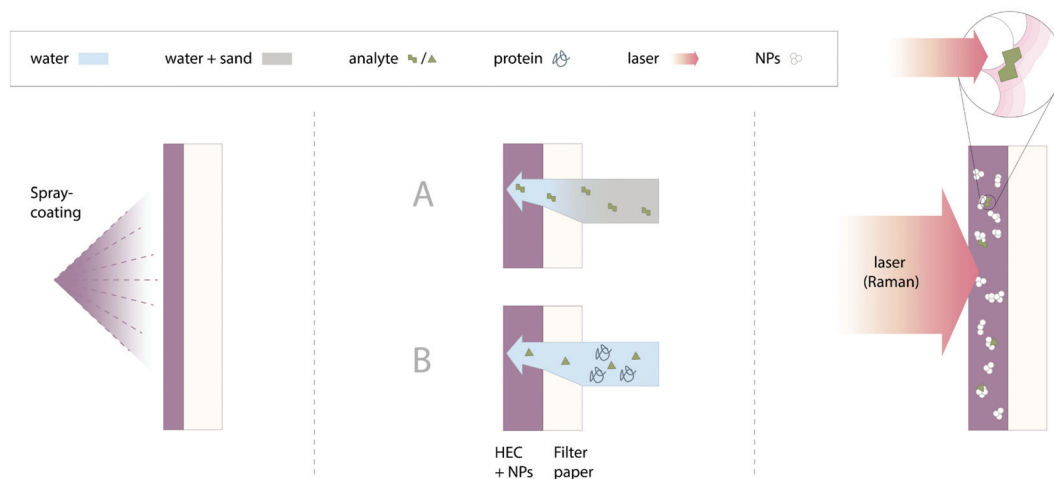 water
water + sand
analyte /
protein
laser
NPs
Spray-
coating
A
B
HEC
+ NPs
Filter
paper
laser
(Raman)